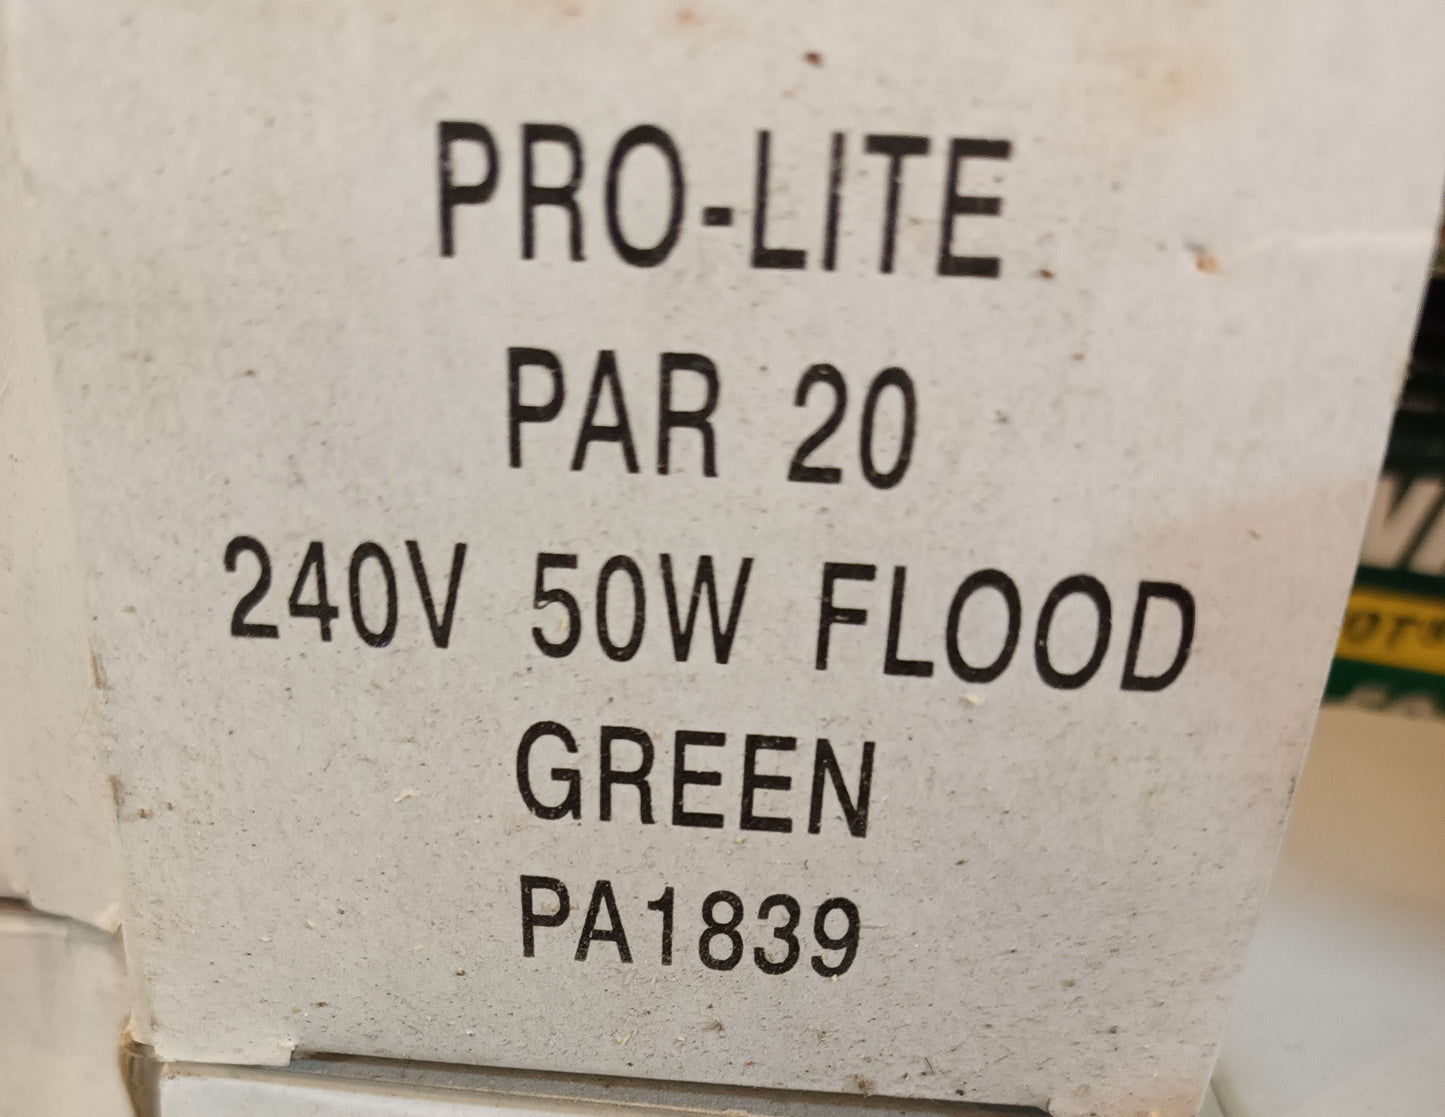 PRO-LITE
PAR 20
240V 50W FLOOD
GREEN
PA1839